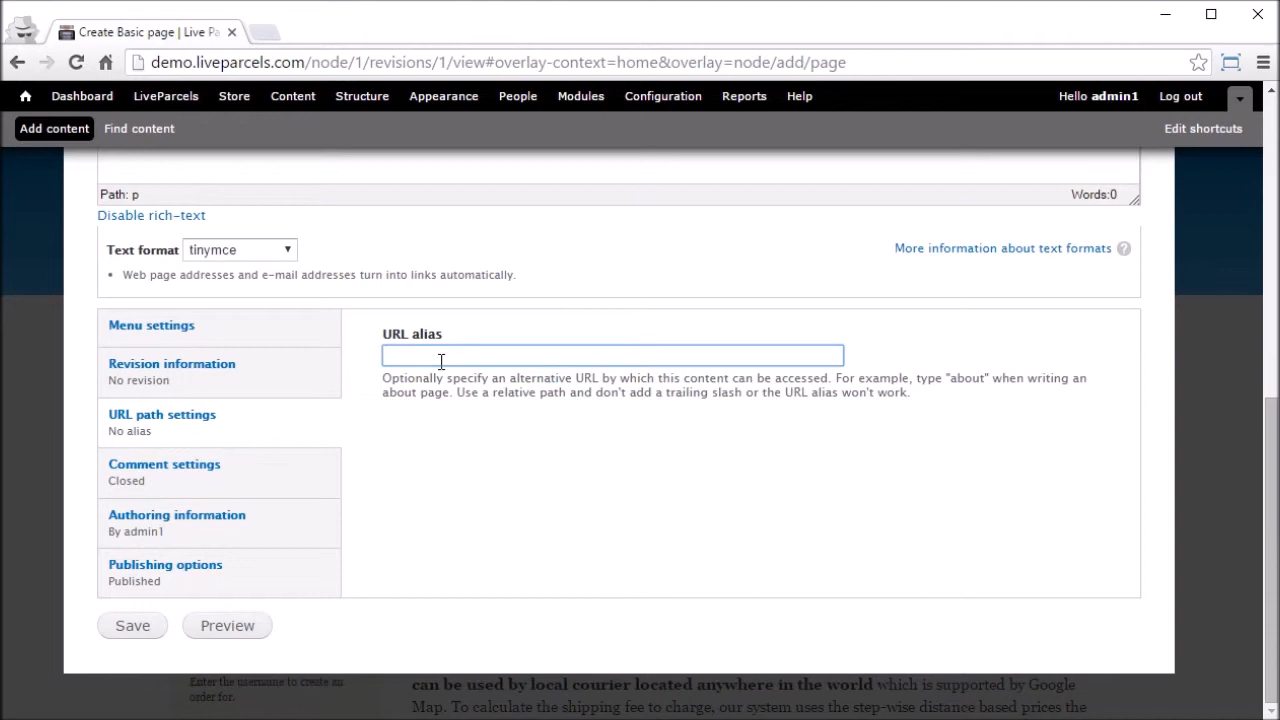 Create Basic page | Live Pa
demo.liveparcels.com/node/1/revisions/1/view#overlay-context=home&overlay=node/add/page
Dashboard LiveParcels Store Content Structure Appearance People Modules Configuration Reports Help Hello admin1 Log out
Add content Find content Edit shortcuts
Path: p Words:0
Disable rich-text
Text format tinymce More information about text formats ?
Web page addresses and e-mail addresses turn into links automatically.
Menu settings
Revision information
No revision
URL path settings
No alias
Comment settings
Closed
Authoring information
By admin1
Publishing options
Published
URL alias
Optionally specify an alternative URL by which this content can be accessed. For example, type "about" when writing an
about page. Use a relative path and don't add a trailing slash or the URL alias won't work.
Save Preview
Enter the username to create an
order for.
can be used by local courier located anywhere in the world which is supported by Google
Map. To calculate the shipping fee to charge, our system uses the step-wise distance based prices the